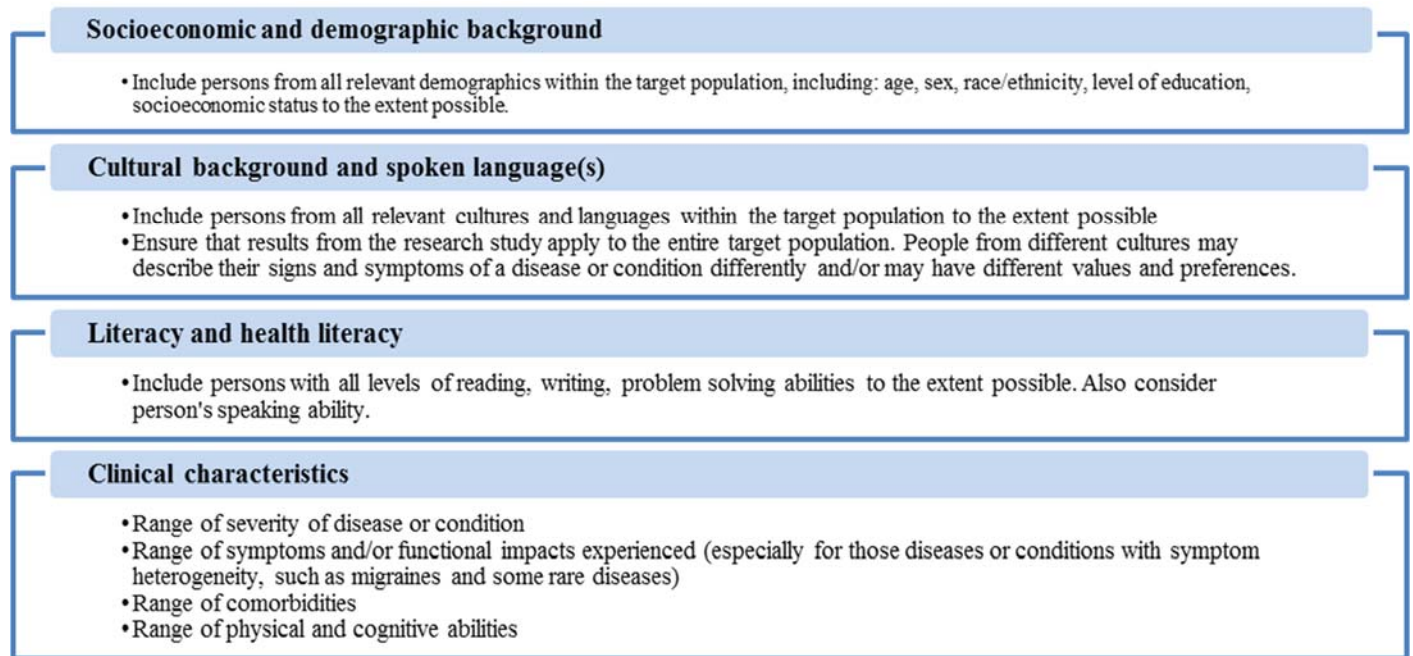 Socioeconomic and demographic background
•Include persons from all relevant demographics within the target population, including: age, sex, race/ethnicity, level of education,
socioeconomic status to the extent possible.
Cultural background and spoken language(s)
•Include persons from all relevant cultures and languages within the target population to the extent possible
•Ensure that results from the research study apply to the entire target population. People from different cultures may
describe their signs and symptoms of a disease or condition differently and/or may have different values and preferences.
Literacy and health literacy
•Include persons with all levels of reading, writing, problem solving abilities to the extent possible. Also consider
person's speaking ability.
Clinical characteristics
•Range of severity of disease or condition
•Range of symptoms and/or functional impacts experienced (especially for those diseases or conditions with symptom
heterogeneity, such as migraines and some rare diseases)
•Range of comorbidities
•Range of physical and cognitive abilities